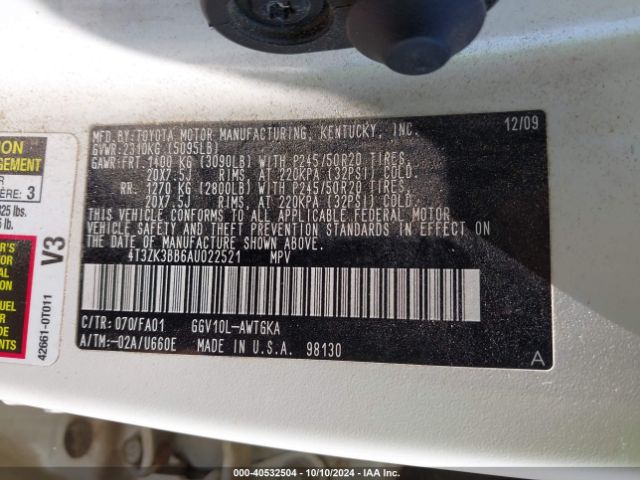 MFD.BY:TOYOTA MOTOR MANUFACTURING, KENTUCKY, INC. 12/09
GVWR:2310KG (5095LB)
GAWR:FRT 1400 KG (3090LB) WITH P245/50R20 TIRES,
20X7.5J RIMS, AT 220KPA (32PSI) COLD.
RR: 1270 KG (2800LB) WITH P245/50R20 TIRES,
20X7.5J RIMS, AT 220KPA (32PSI) COLD.
THIS VEHICLE CONFORMS TO ALL APPLICABLE FEDERAL MOTOR
VEHICLE SAFETY AND THEFT PREVENTION STANDARDS IN EFFECT ON
THE DATE OF MANUFACTURE SHOWN ABOVE.
4T3ZK3BB6AU022521 MPV
C/TR:070/FA01 GGV10L-AWTGKA
A/TM:-02A/U660E MADE IN U.S.A. 98130
A
ÈRE: 3
325 lbs.
V3
42661-0T011
000-40532504 - 10/10/2024 - IAA Inc.